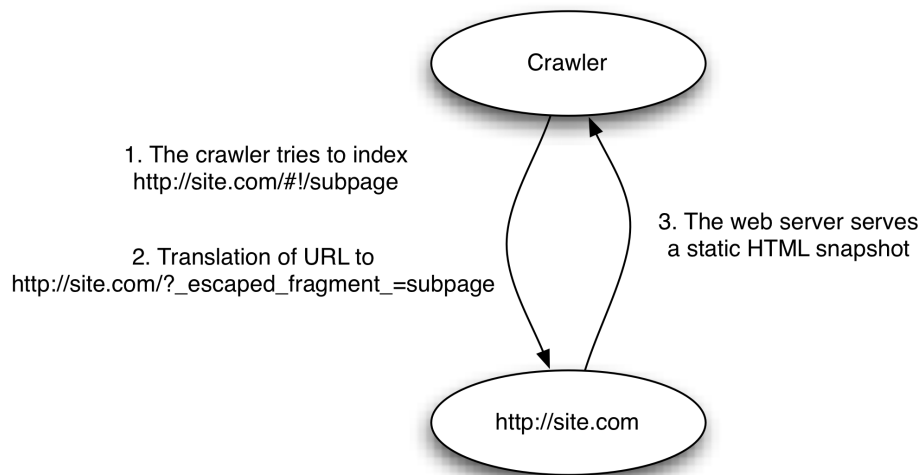 Crawler
1. The crawler tries to index
http://site.com/#!/subpage
2. Translation of URL to
http://site.com/?_escaped_fragment_=subpage
3. The web server serves
a static HTML snapshot
http://site.com